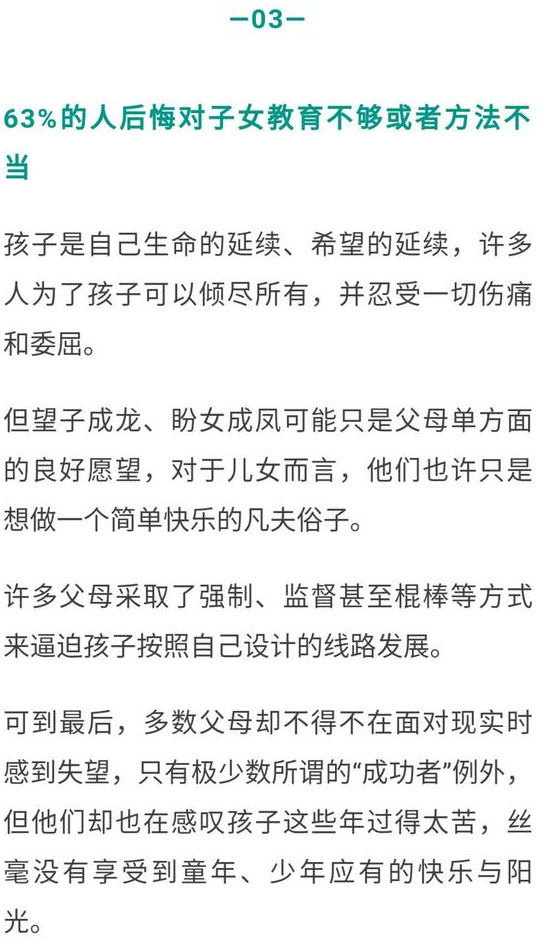 —03—
63%的人后悔对子女教育不够或者方法不
当
孩子是自己生命的延续、希望的延续，许多
人为了孩子可以倾尽所有，并忍受一切伤痛
和委屈。
但望子成龙、盼女成凤可能只是父母单方面
的良好愿望，对于儿女而言，他们也许只是
想做一个简单快乐的凡夫俗子。
许多父母采取了强制、监督甚至棍棒等方式
来逼迫孩子按照自己设计的线路发展。
可到最后，多数父母却不得不在面对现实时
感到失望，只有极少数所谓的“成功者”例外，
但他们却也在感叹孩子这些年过得太苦，丝
毫没有享受到童年、少年应有的快乐与阳
光。